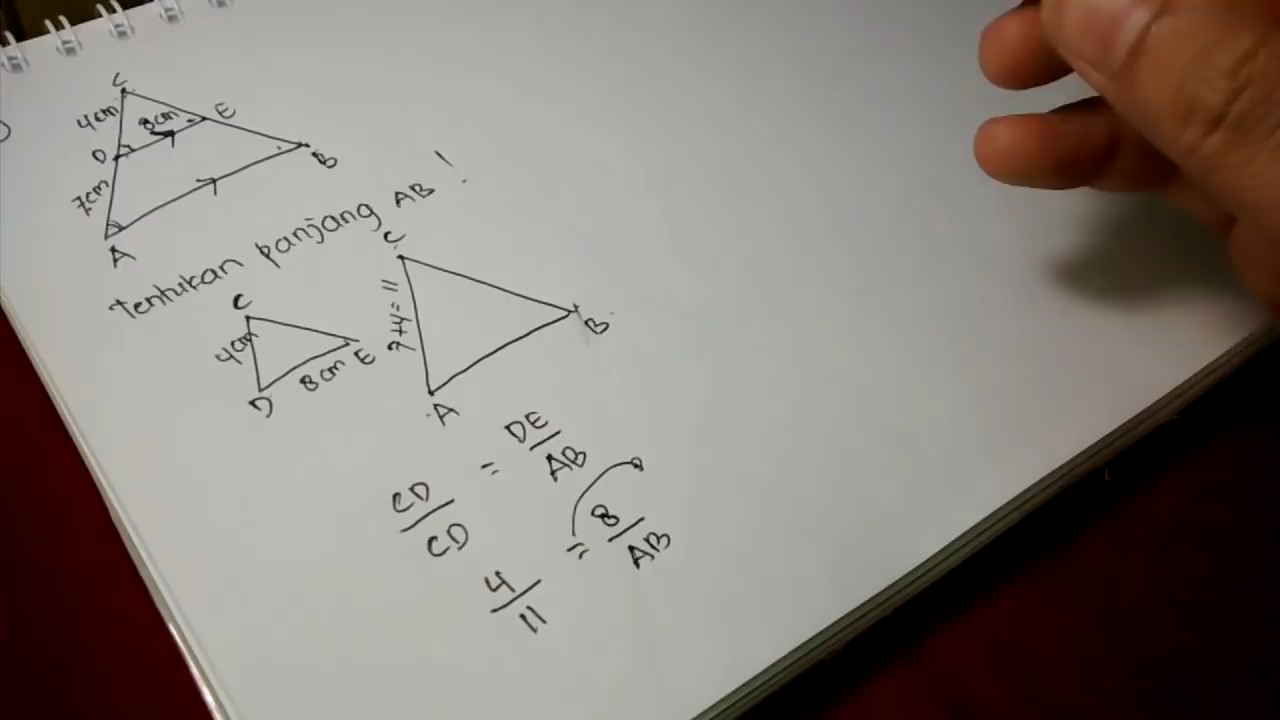 C
4cm
8cm
E
D
7cm
B
A
Tentukan panjang AB !
C
4cm
D
8cm
E
C
7+4= 11
B
A
CD/CD = DE/AB
4/11 = 8/AB